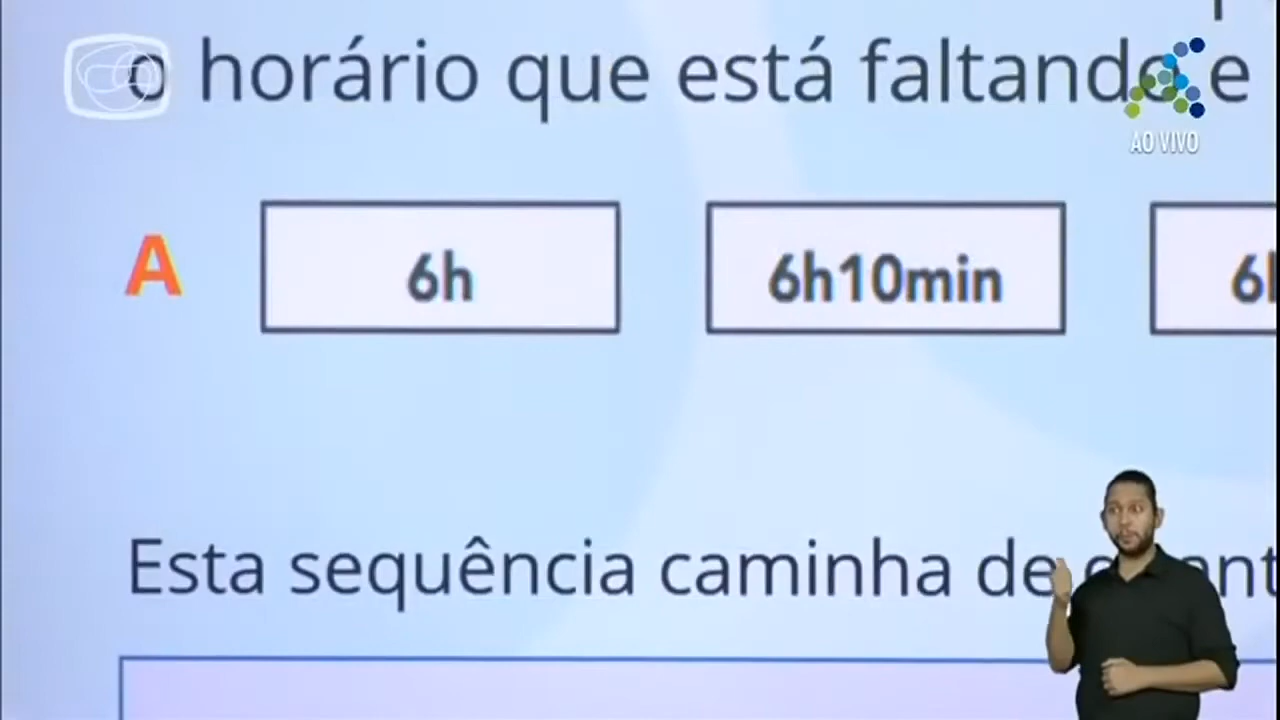 o horário que está faltando e
AO VIVO
A 6h 6h10min
Esta sequência caminha de